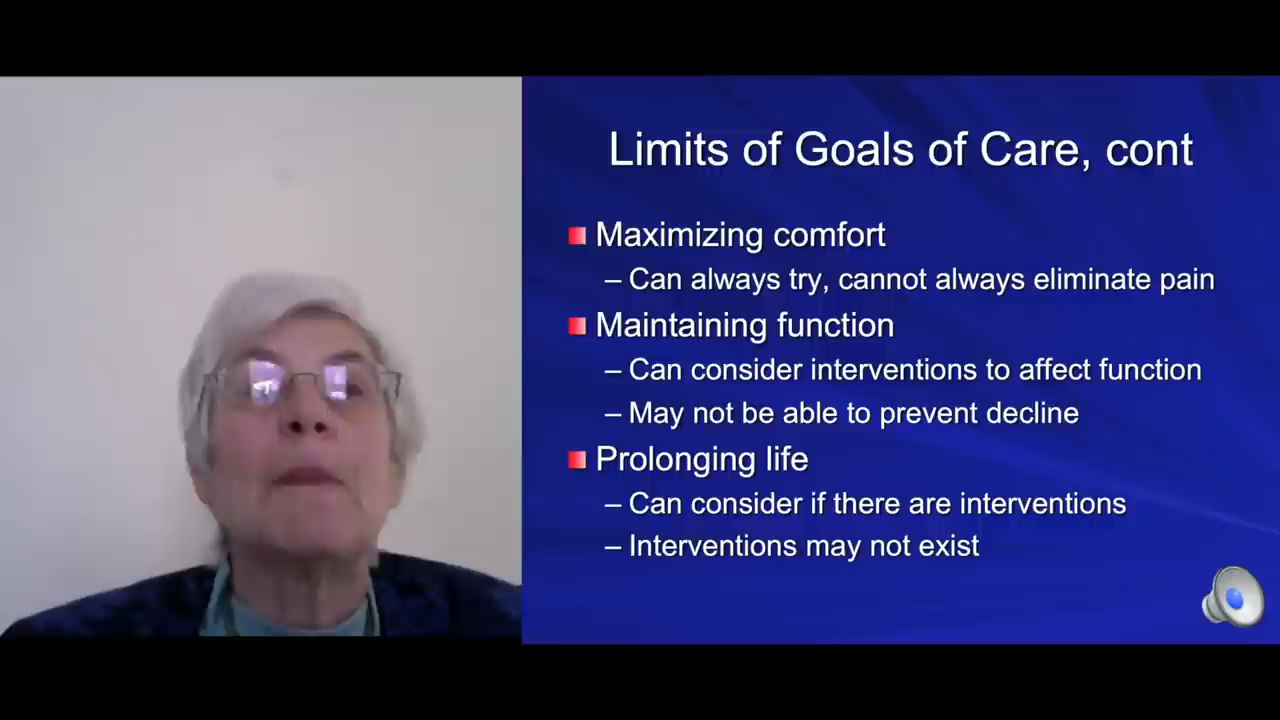 Limits of Goals of Care, cont
Maximizing comfort
– Can always try, cannot always eliminate pain
Maintaining function
– Can consider interventions to affect function
– May not be able to prevent decline
Prolonging life
– Can consider if there are interventions
– Interventions may not exist